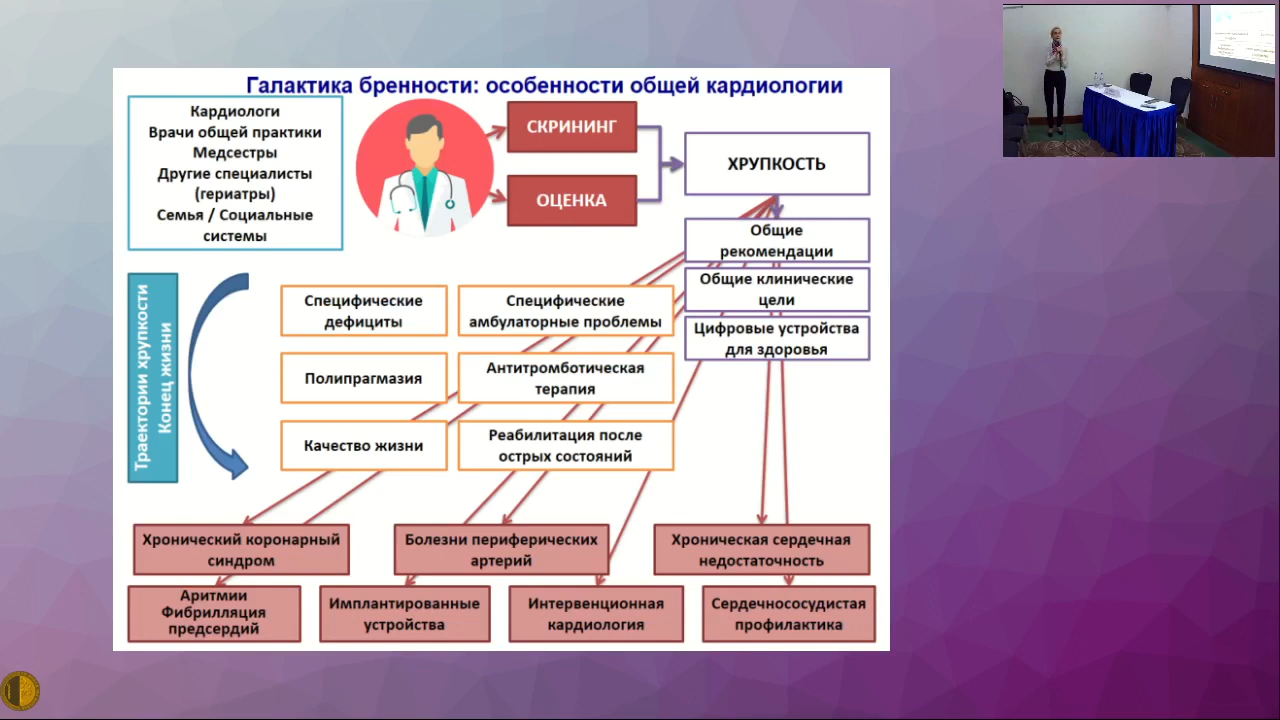 Галактика бренности: особенности общей кардиологии
Кардиологи
Врачи общей практики
Медсестры
Другие специалисты
(гериатры)
Семья / Социальные
системы
СКРИНИНГ
ОЦЕНКА
ХРУПКОСТЬ
Общие
рекомендации
Общие клинические
цели
Цифровые устройства
для здоровья
Траектории хрупкости
Конец жизни
Специфические
дефициты
Специфические
амбулаторные проблемы
Полипрагмазия
Антитромботическая
терапия
Качество жизни
Реабилитация после
острых состояний
Хронический коронарный
синдром
Болезни периферических
артерий
Хроническая сердечная
недостаточность
Аритмии
Фибрилляция
предсердий
Имплантированные
устройства
Интервенционная
кардиология
Сердечнососудистая
профилактика